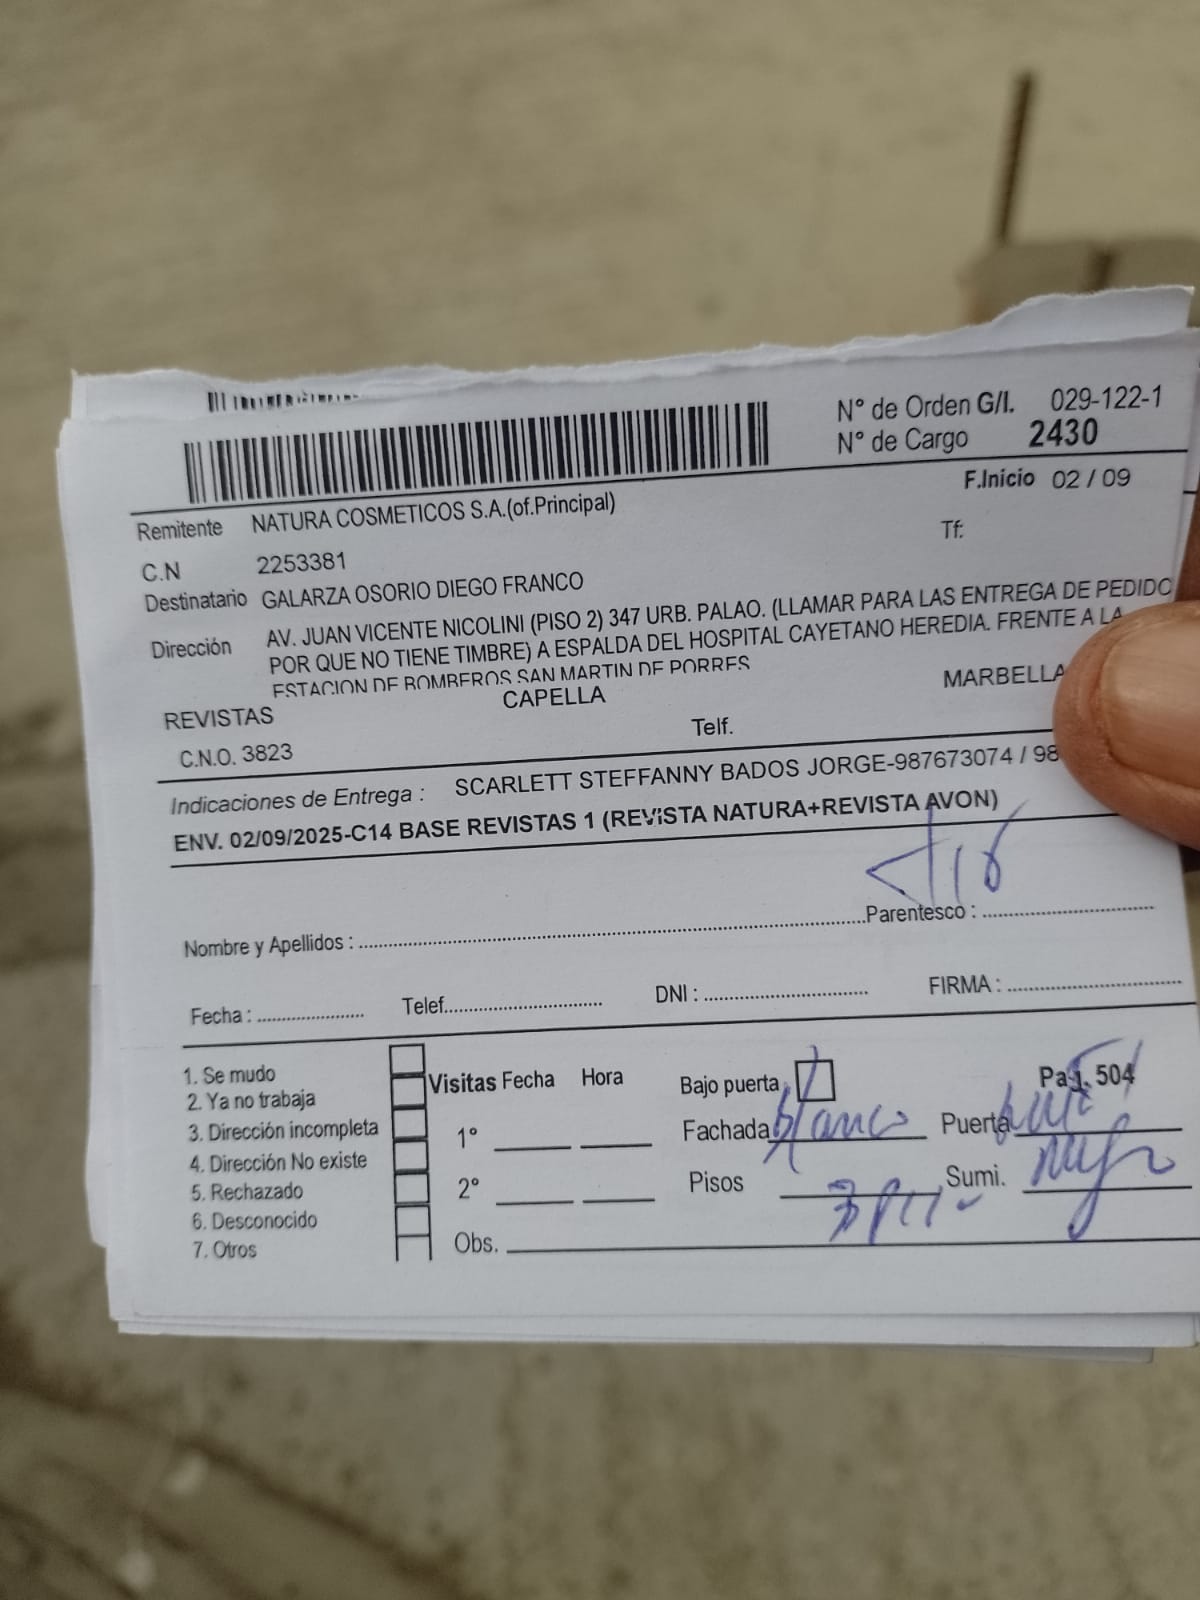 N° de Orden G/I. 029-122-1
N° de Cargo 2430
F.Inicio 02 / 09
Remitente NATURA COSMETICOS S.A.(of.Principal)
Tf:
C.N 2253381
Destinatario GALARZA OSORIO DIEGO FRANCO
Dirección AV. JUAN VICENTE NICOLINI (PISO 2) 347 URB. PALAO. (LLAMAR PARA LAS ENTREGA DE PEDIDO
POR QUE NO TIENE TIMBRE) A ESPALDA DEL HOSPITAL CAYETANO HEREDIA. FRENTE A LA
ESTACION DE BOMBEROS SAN MARTIN DE PORRES
REVISTAS CAPELLA MARBELLA
C.N.O. 3823 Telf.
Indicaciones de Entrega : SCARLETT STEFFANNY BADOS JORGE-987673074 / 98
ENV. 02/09/2025-C14 BASE REVISTAS 1 (REVISTA NATURA+REVISTA AVON)
Nombre y Apellidos : Parentesco :
Fecha : Telef. DNI : FIRMA :
1. Se mudo
2. Ya no trabaja
3. Dirección incompleta
4. Dirección No existe
5. Rechazado
6. Desconocido
7. Otros
Visitas Fecha Hora
1°
2°
Obs.
Bajo puerta Pag. 504
Fachada blanco Puerta
Pisos 3 Sumi.